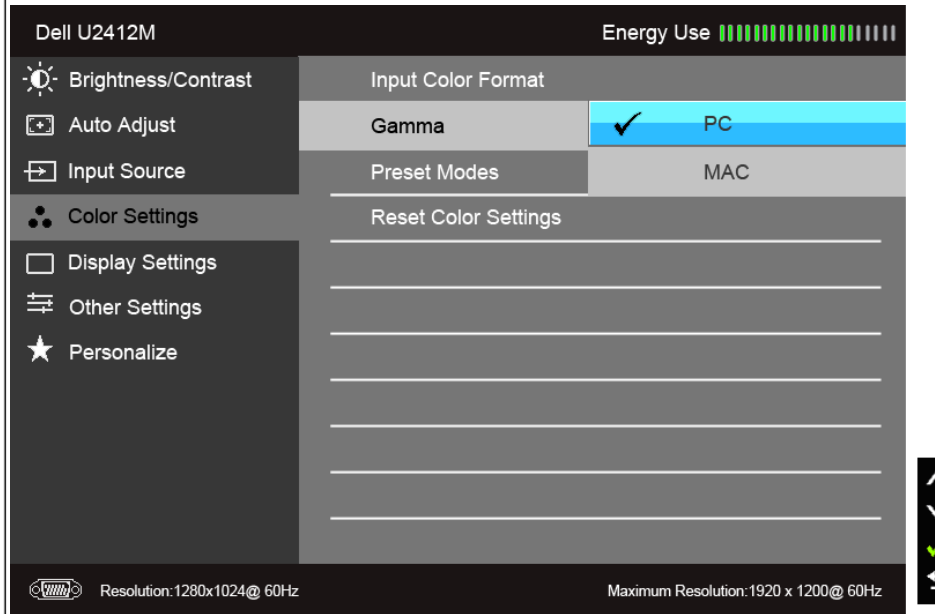 Dell U2412M Energy Use
Brightness/Contrast Input Color Format
Auto Adjust Gamma PC
Input Source Preset Modes MAC
Color Settings Reset Color Settings
Display Settings
Other Settings
Personalize
Resolution:1280x1024@ 60Hz Maximum Resolution:1920 x 1200@ 60Hz